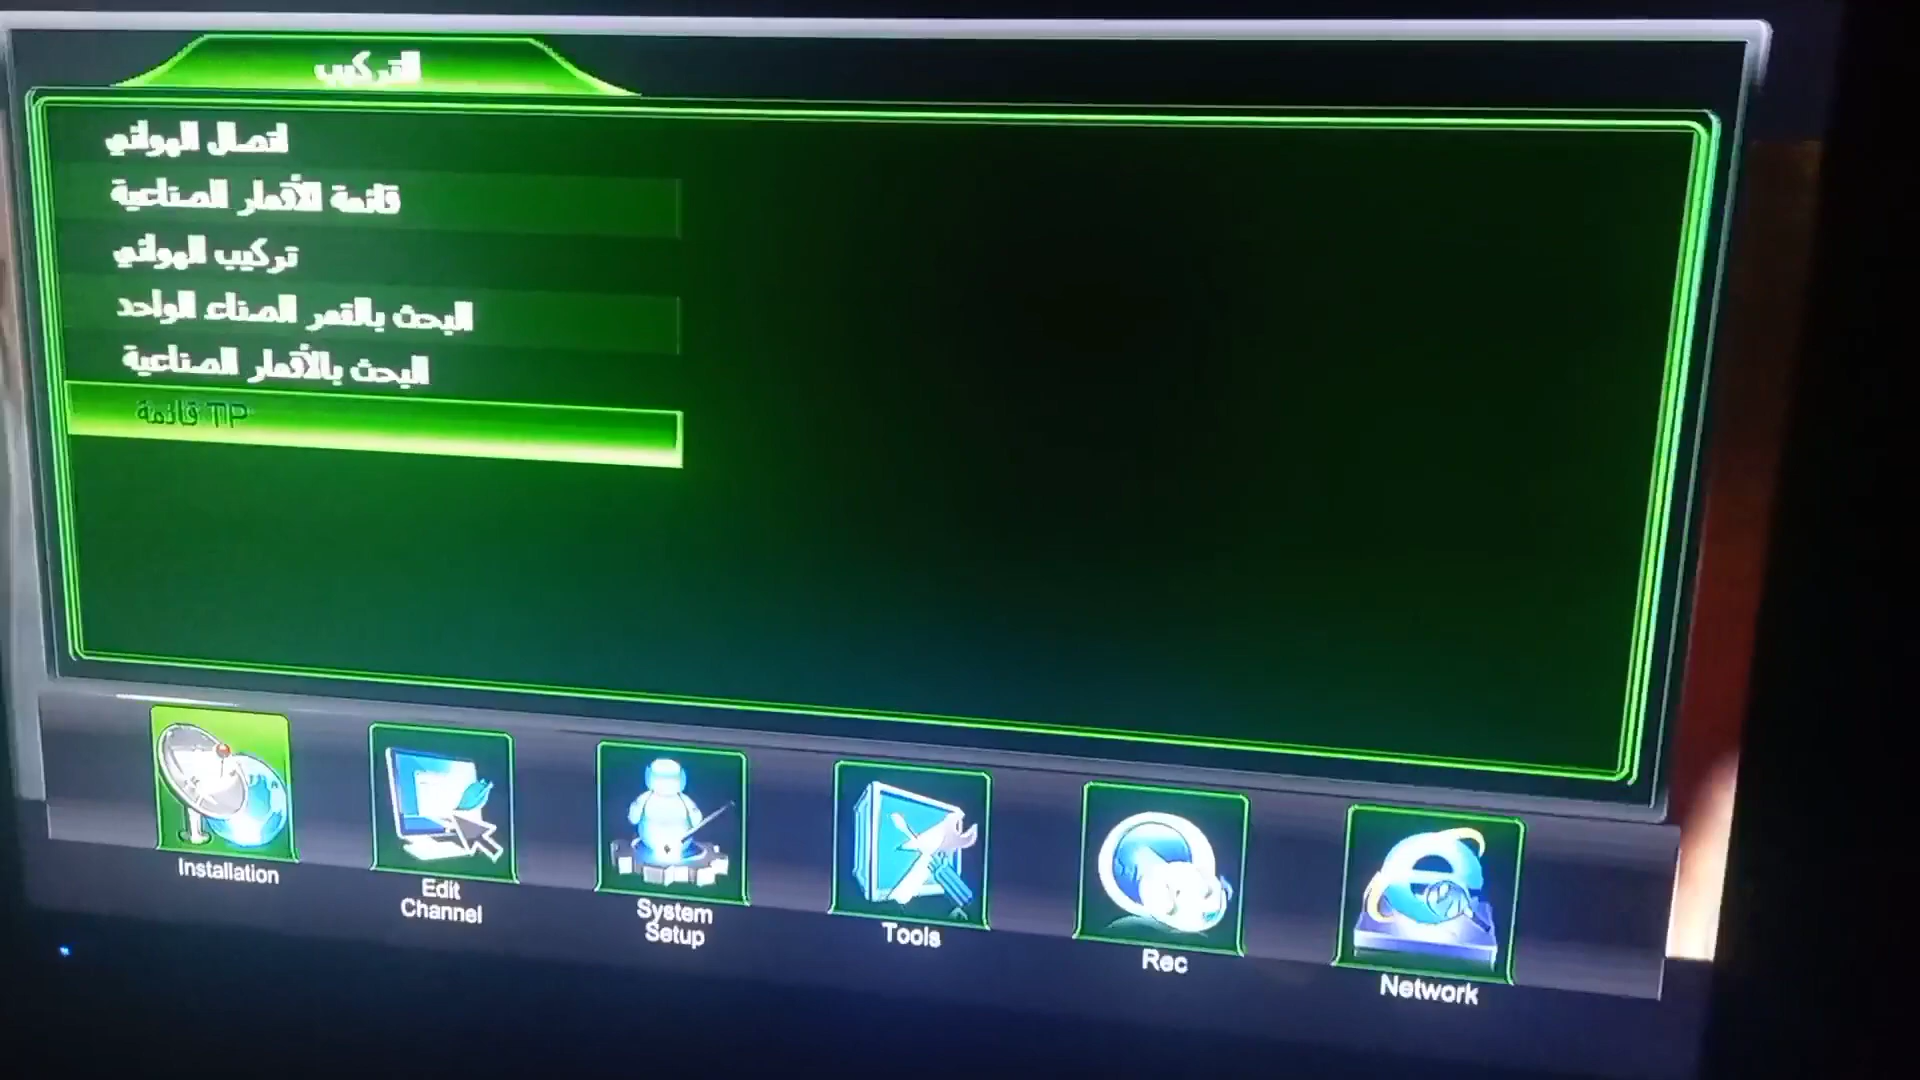 التركيب
اتصال الهوائي
قائمة الأقمار الصناعية
تركيب الهوائي
البحث بالقمر الصناء الواحد
البحث بالأقمار الصناعية
قائمة TP
Installation
Edit
Channel
System
Setup
Tools
Rec
Network